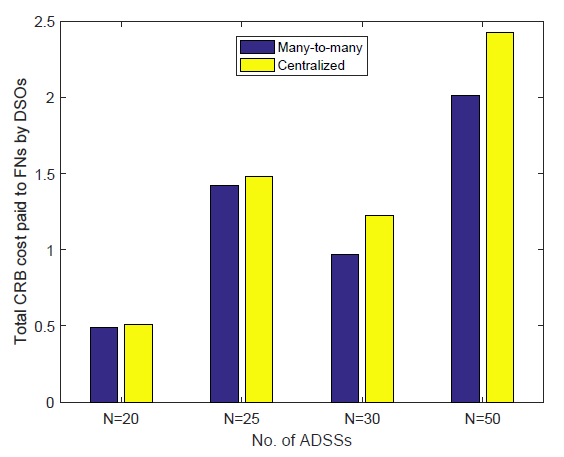 Total CRB cost paid to FNs by DSOs
2.5
2
1.5
1
0.5
0
Many-to-many
Centralized
N=20 N=25 N=30 N=50
No. of ADSSs